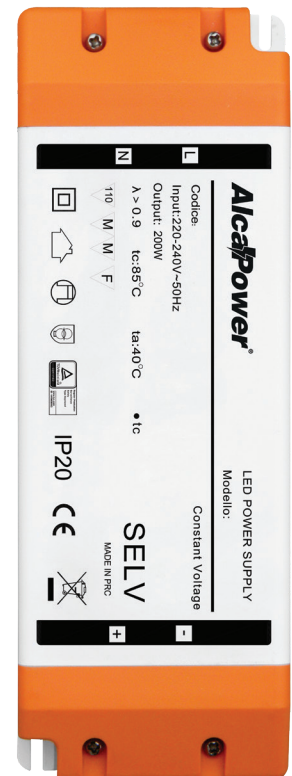 AlcaPower®
LED POWER SUPPLY
Modello:
Codice:
Constant Voltage
Input:220-240V~50Hz
Output: 200W
L
N
-
+
λ > 0.9 tc:85°C ta:40°C • tc
SELV
MADE IN PRC
110 M M F
IP20
CE